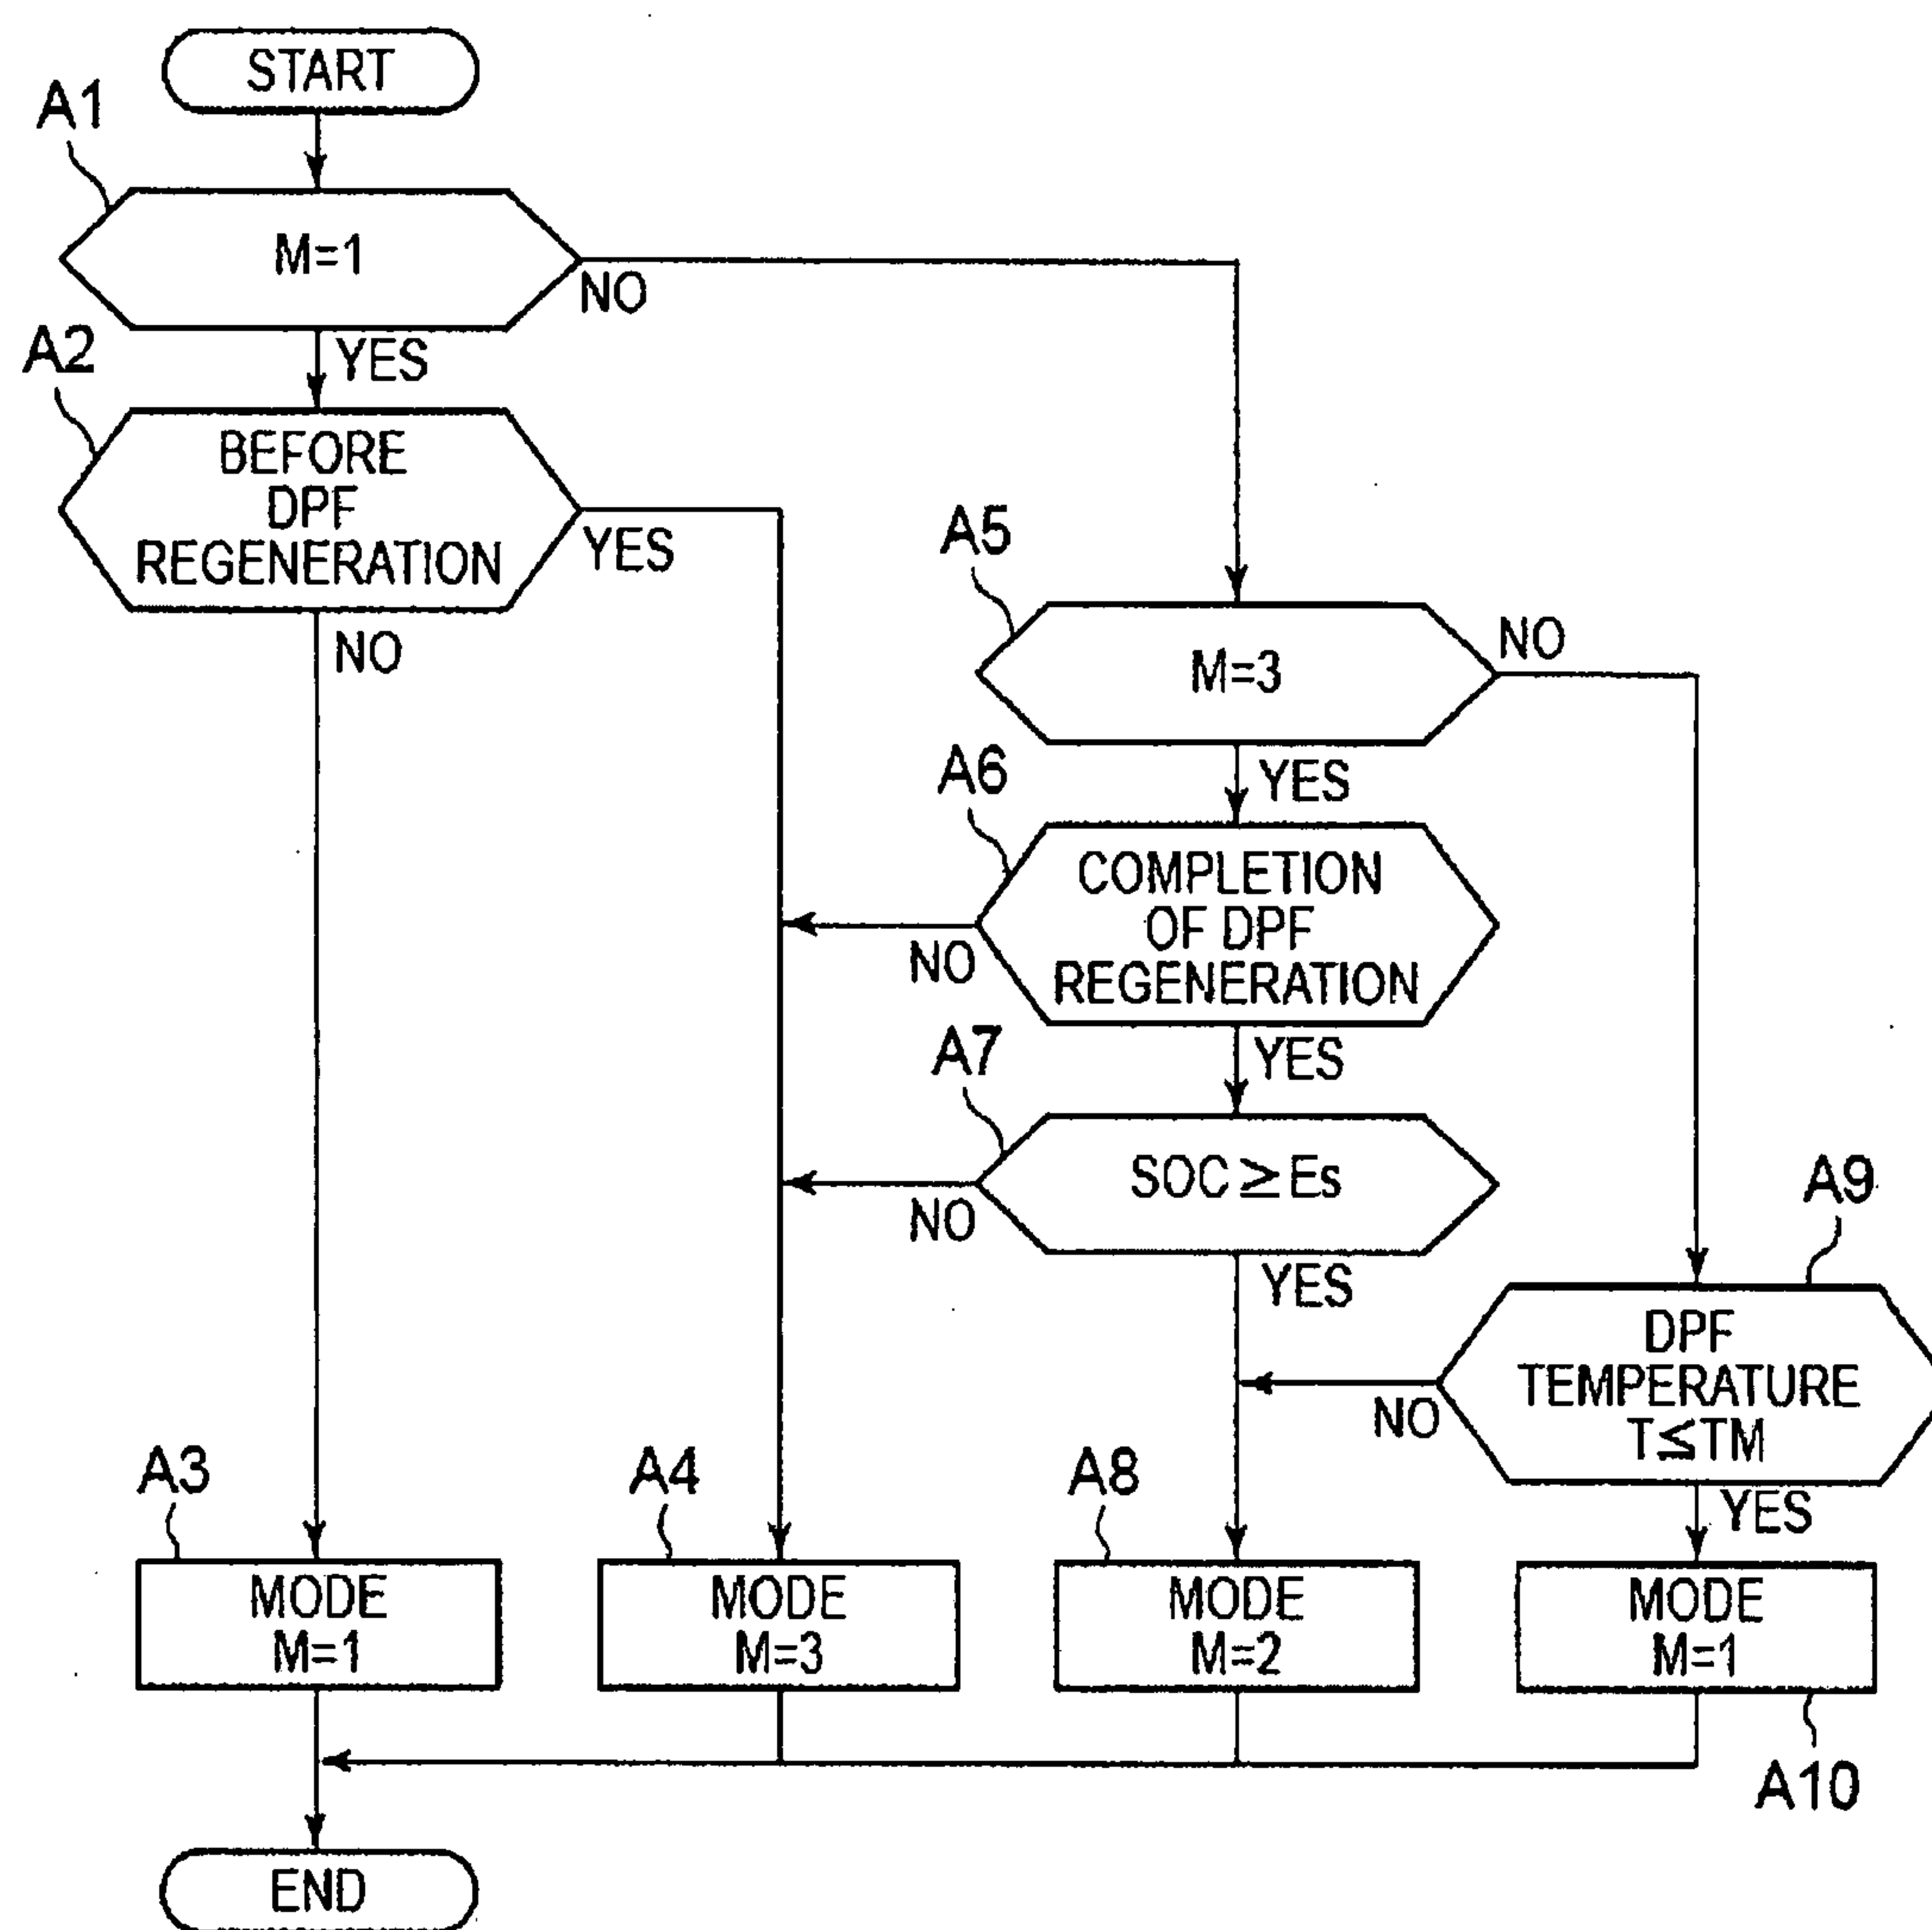 START
A1
M=1
NO
YES
A2
BEFORE
DPF
REGENERATION
YES
NO
A5
M=3
NO
YES
A6
COMPLETION
OF DPF
REGENERATION
NO
YES
A7
SOC≧Es
NO
YES
A9
DPF
TEMPERATURE
T≦TM
NO
YES
A3
MODE
M=1
A4
MODE
M=3
A8
MODE
M=2
MODE
M=1
A10
END